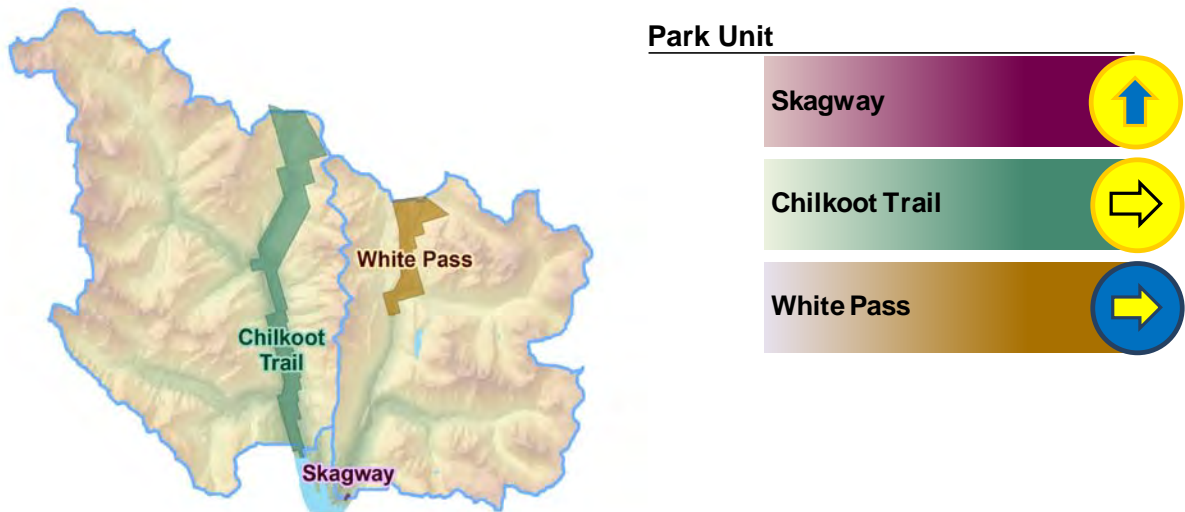 Park Unit
Skagway
Chilkoot Trail
White Pass
White Pass
Chilkoot
Trail
Skagway